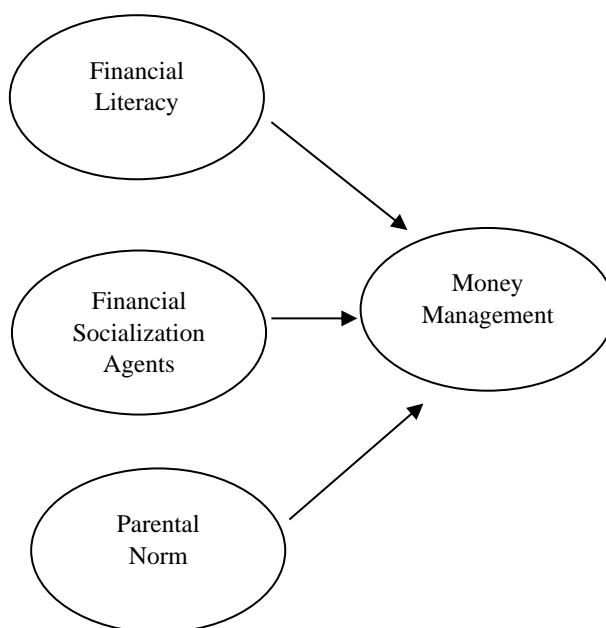 Financial
Literacy
Financial
Socialization
Agents
Money
Management
Parental
Norm